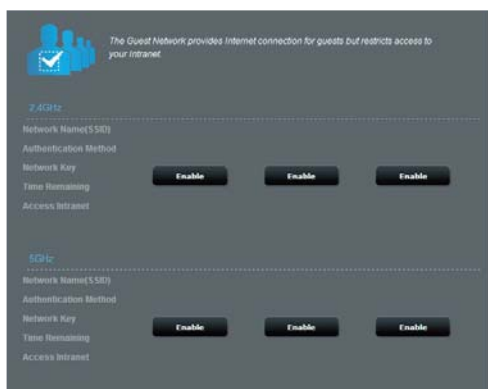 The Guest Network provides Internet connection for guests but restricts access to
your Intranet.
2.4GHz
Network Name(SSID)
Authentication Method
Network Key
Time Remaining
Access Intranet
Enable Enable Enable
5GHz
Network Name(SSID)
Authentication Method
Network Key
Time Remaining
Access Intranet
Enable Enable Enable